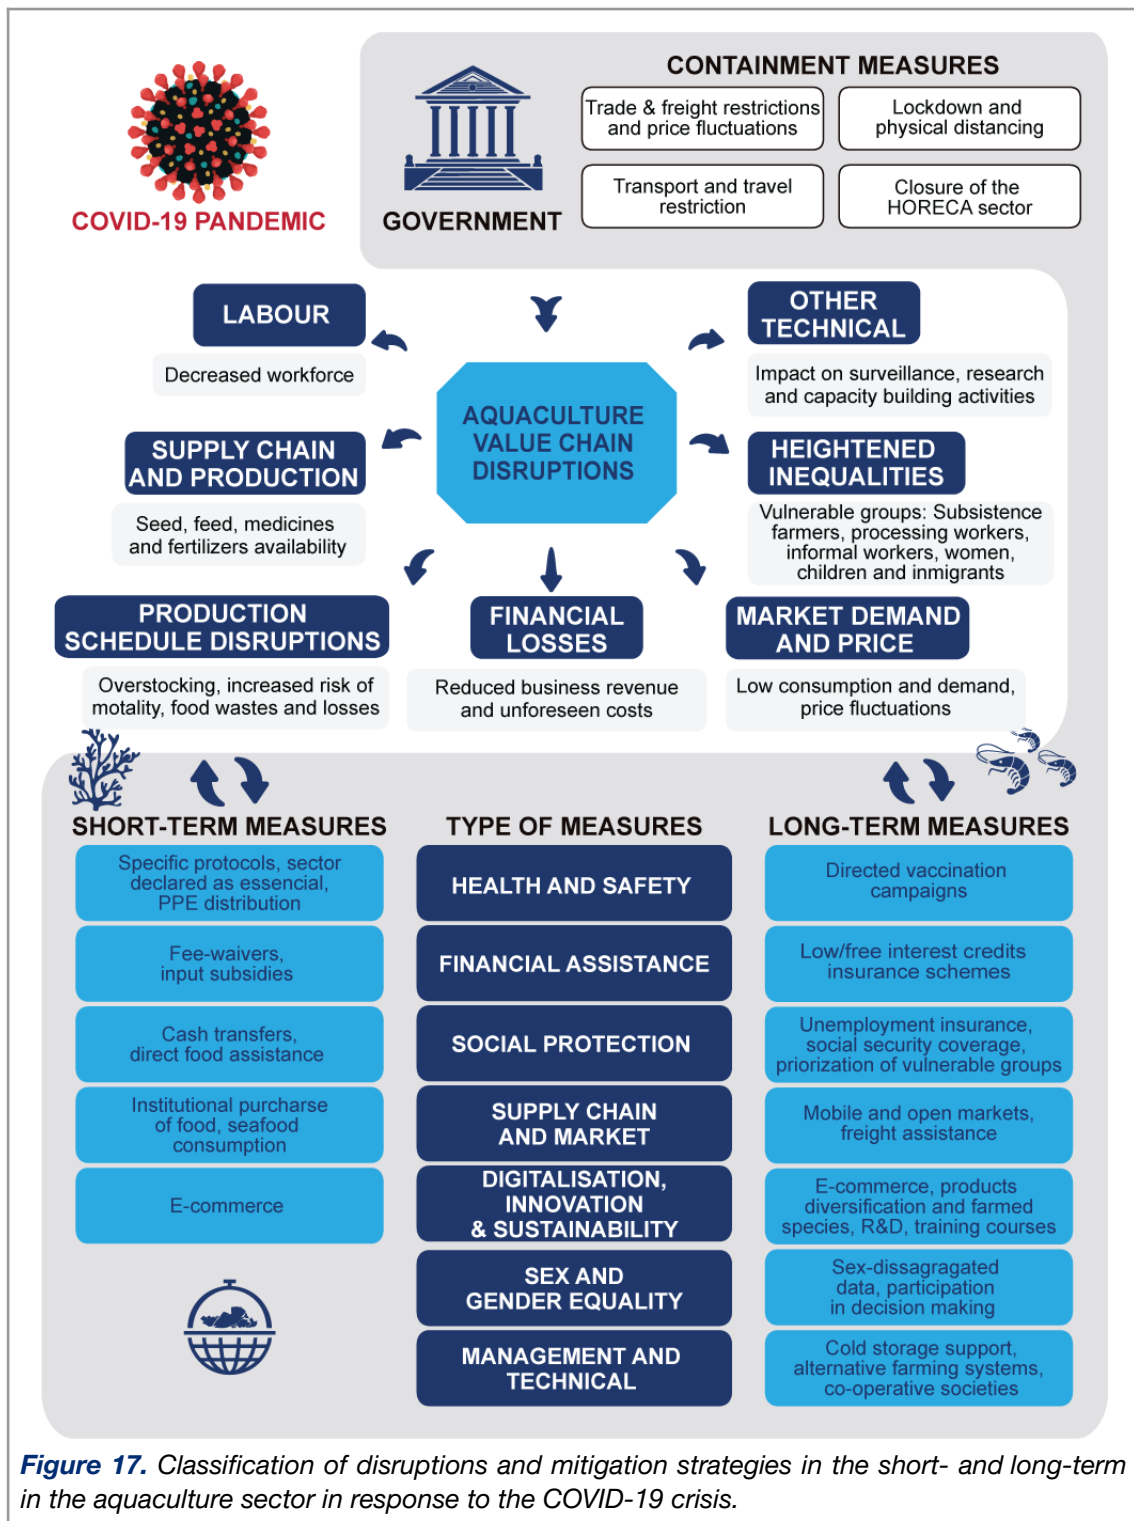 COVID-19 PANDEMIC
GOVERNMENT
CONTAINMENT MEASURES
Trade & freight restrictions
and price fluctuations
Lockdown and
physical distancing
Transport and travel
restriction
Closure of the
HORECA sector
LABOUR
Decreased workforce
OTHER
TECHNICAL
Impact on surveillance, research
and capacity building activities
AQUACULTURE
VALUE CHAIN
DISRUPTIONS
SUPPLY CHAIN
AND PRODUCTION
Seed, feed, medicines
and fertilizers availability
HEIGHTENED
INEQUALITIES
Vulnerable groups: Subsistence
farmers, processing workers,
informal workers, women,
children and inmigrants
PRODUCTION
SCHEDULE DISRUPTIONS
Overstocking, increased risk of
motality, food wastes and losses
FINANCIAL
LOSSES
Reduced business revenue
and unforeseen costs
MARKET DEMAND
AND PRICE
Low consumption and demand,
price fluctuations
SHORT-TERM MEASURES
TYPE OF MEASURES
LONG-TERM MEASURES
Specific protocols, sector
declared as essencial,
PPE distribution
HEALTH AND SAFETY
Directed vaccination
campaigns
Fee-waivers,
input subsidies
FINANCIAL ASSISTANCE
Low/free interest credits
insurance schemes
Cash transfers,
direct food assistance
SOCIAL PROTECTION
Unemployment insurance,
social security coverage,
priorization of vulnerable groups
Institutional purcharse
of food, seafood
consumption
SUPPLY CHAIN
AND MARKET
Mobile and open markets,
freight assistance
E-commerce
DIGITALISATION,
INNOVATION
& SUSTAINABILITY
E-commerce, products
diversification and farmed
species, R&D, training courses
SEX AND
GENDER EQUALITY
Sex-dissagragated
data, participation
in decision making
MANAGEMENT AND
TECHNICAL
Cold storage support,
alternative farming systems,
co-operative societies
Figure 17. Classification of disruptions and mitigation strategies in the short- and long-term
in the aquaculture sector in response to the COVID-19 crisis.